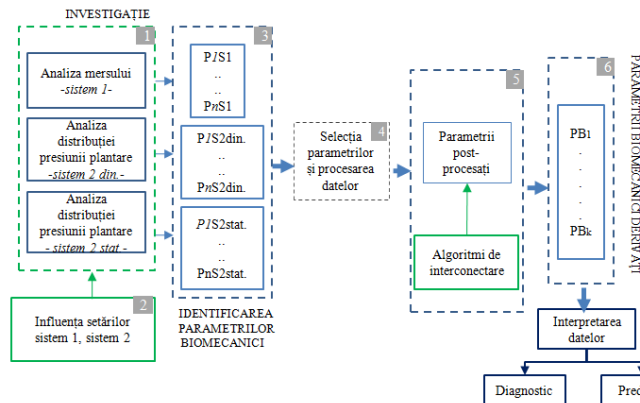 INVESTIGAȚIE
1
Analiza mersului
-sistem 1-
Analiza
distribuției
presiunii plantare
-sistem 2 din.-
Analiza
distribuției
presiunii plantare
- sistem 2 stat.-
2
Influența setărilor
sistem 1, sistem 2
3
P1S1
..
..
PnS1
P1S2din.
..
..
PnS2din.
P1S2stat.
..
..
PnS2stat.
IDENTIFICAREA
PARAMETRILOR
BIOMECANICI
4
Selecția
parametrilor
și procesarea
datelor
5
Parametrii
post-
procesați
Algoritmi de
interconectare
6
PB1
.
.
.
.
.
PBk
PARAMETRII BIOMECANICI DERIVAȚI
Interpretarea
datelor
Diagnostic